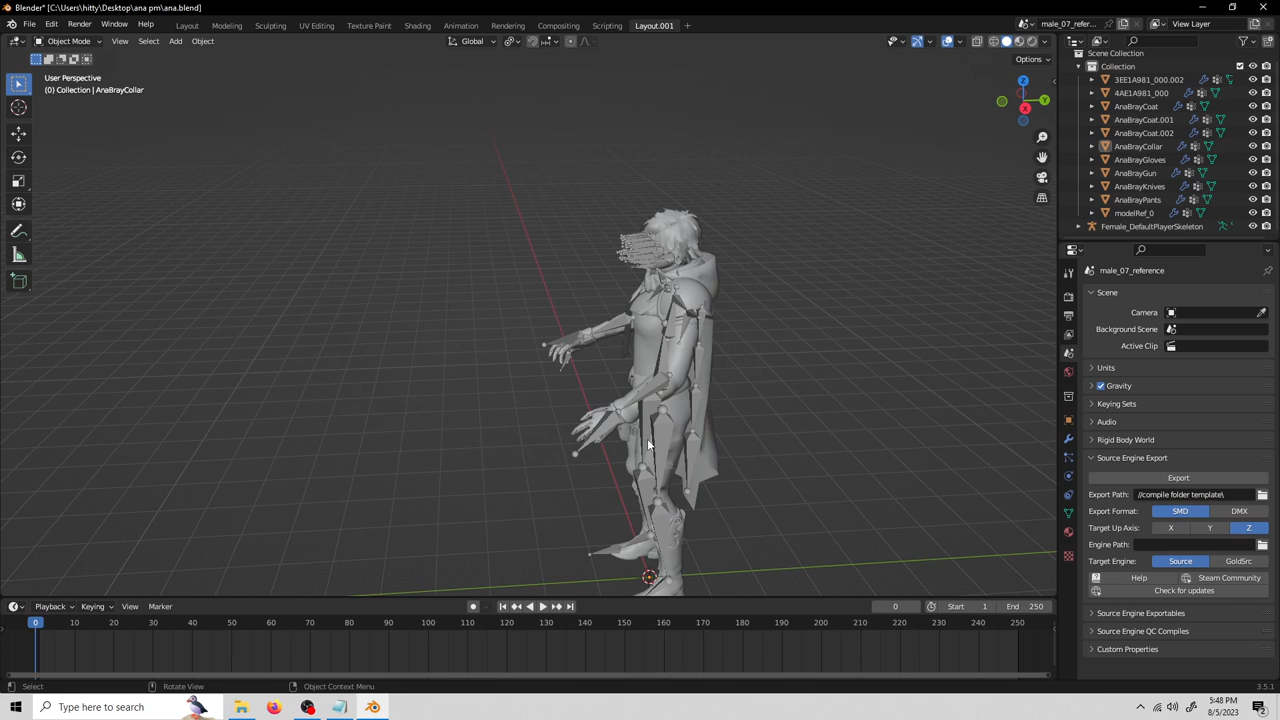 Blender* [C:\Users\hitty\Desktop\ana pm\ana.blend]
File Edit Render Window Help Layout Modeling Sculpting UV Editing Texture Paint Shading Animation Rendering Compositing Scripting Layout.001 male_07_refer... View Layer
Object Mode View Select Add Object Global
Options
User Perspective
(0) Collection | AnaBrayCollar
Z
Y
X
Scene Collection
Collection
3EE1A981_000.002
4AE1A981_000
AnaBrayCoat
AnaBrayCoat.001
AnaBrayCoat.002
AnaBrayCollar
AnaBrayGloves
AnaBrayGun
AnaBrayKnives
AnaBrayPants
modelRef_0
Female_DefaultPlayerSkeleton
male_07_reference
Scene
Camera
Background Scene
Active Clip
Units
Gravity
Keying Sets
Audio
Rigid Body World
Source Engine Export
Export
Export Path: //compile folder template\
Export Format: SMD DMX
Target Up Axis: X Y Z
Engine Path:
Target Engine: Source GoldSrc
Help Steam Community
Check for updates
Source Engine Exportables
Source Engine QC Compiles
Custom Properties
Playback Keying View Marker 0 Start 1 End 250
0 10 20 30 40 50 60 70 80 90 100 110 120 130 140 150 160 170 180 190 200 210 220 230 240 250
Select Rotate View Object Context Menu 3.5.1
Type here to search
5:48 PM
8/5/2023
2